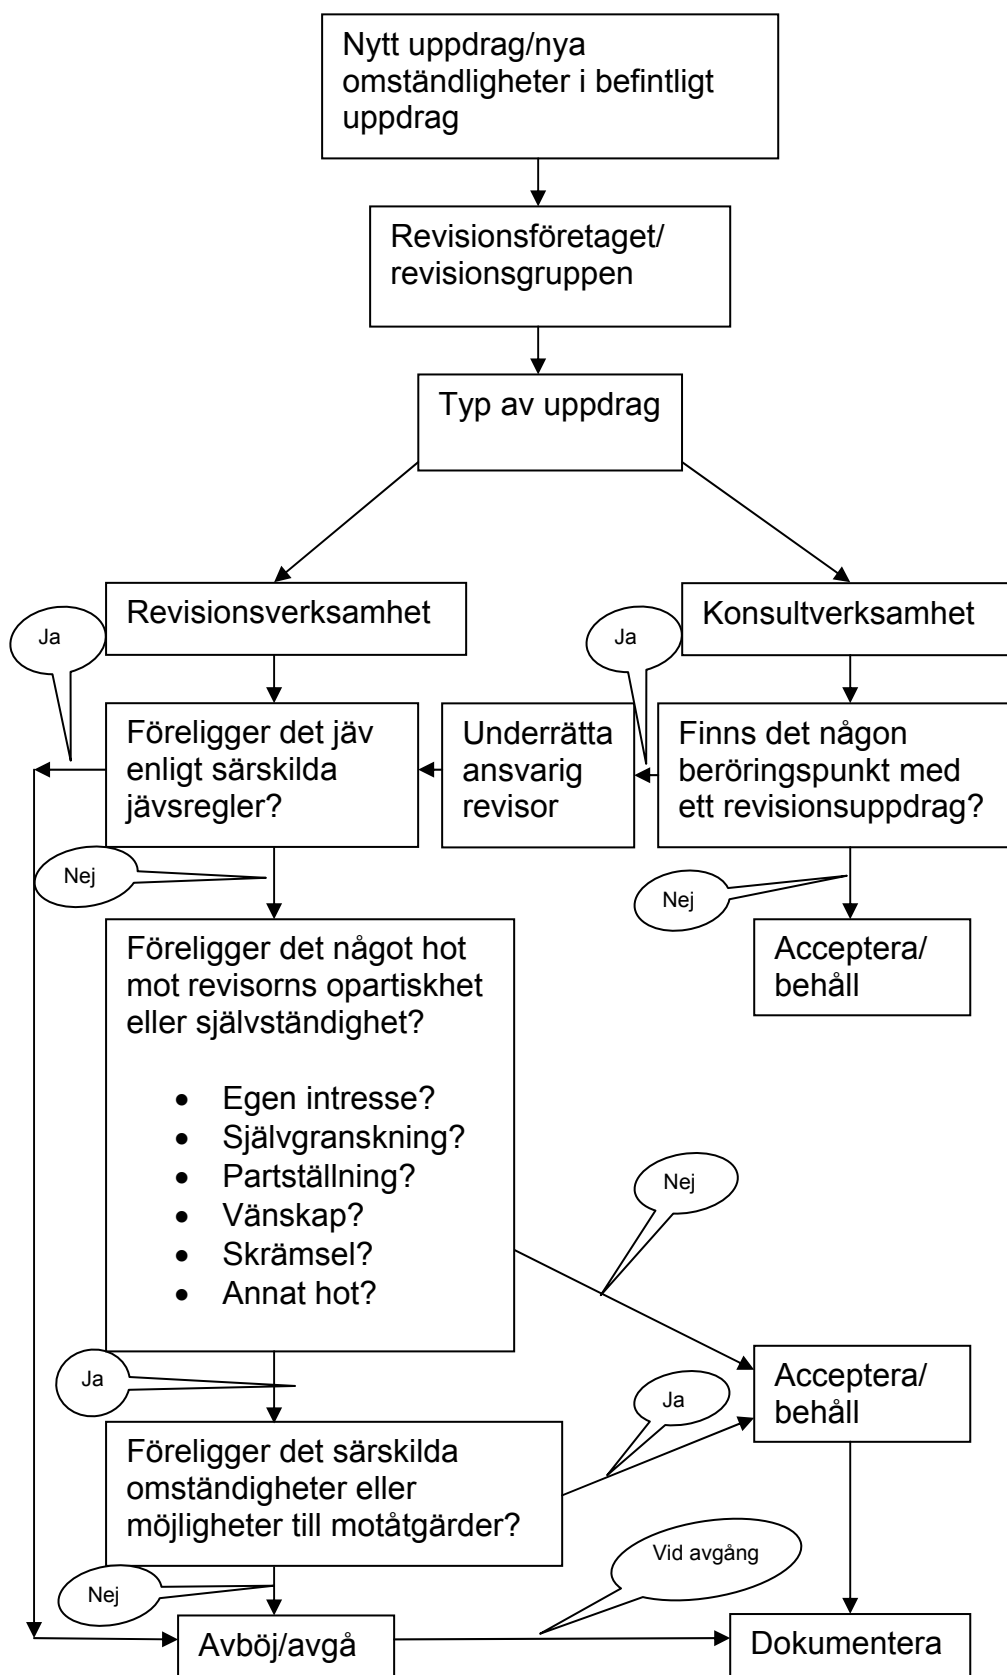 Nytt uppdrag/nya
omständligheter i befintligt
uppdrag
Revisionsföretaget/
revisionsgruppen
Typ av uppdrag
Revisionsverksamhet
Konsultverksamhet
Ja
Ja
Föreligger det jäv
enligt särskilda
jävsregler?
Underrätta
ansvarig
revisor
Finns det någon
beröringspunkt med
ett revisionsuppdrag?
Nej
Nej
Föreligger det något hot
mot revisorns opartiskhet
eller självständighet?
• Egen intresse?
• Självgranskning?
• Partställning?
• Vänskap?
• Skrämsel?
• Annat hot?
Acceptera/
behåll
Nej
Ja
Acceptera/
behåll
Ja
Föreligger det särskilda
omständigheter eller
möjligheter till motåtgärder?
Vid avgång
Nej
Avböj/avgå
Dokumentera